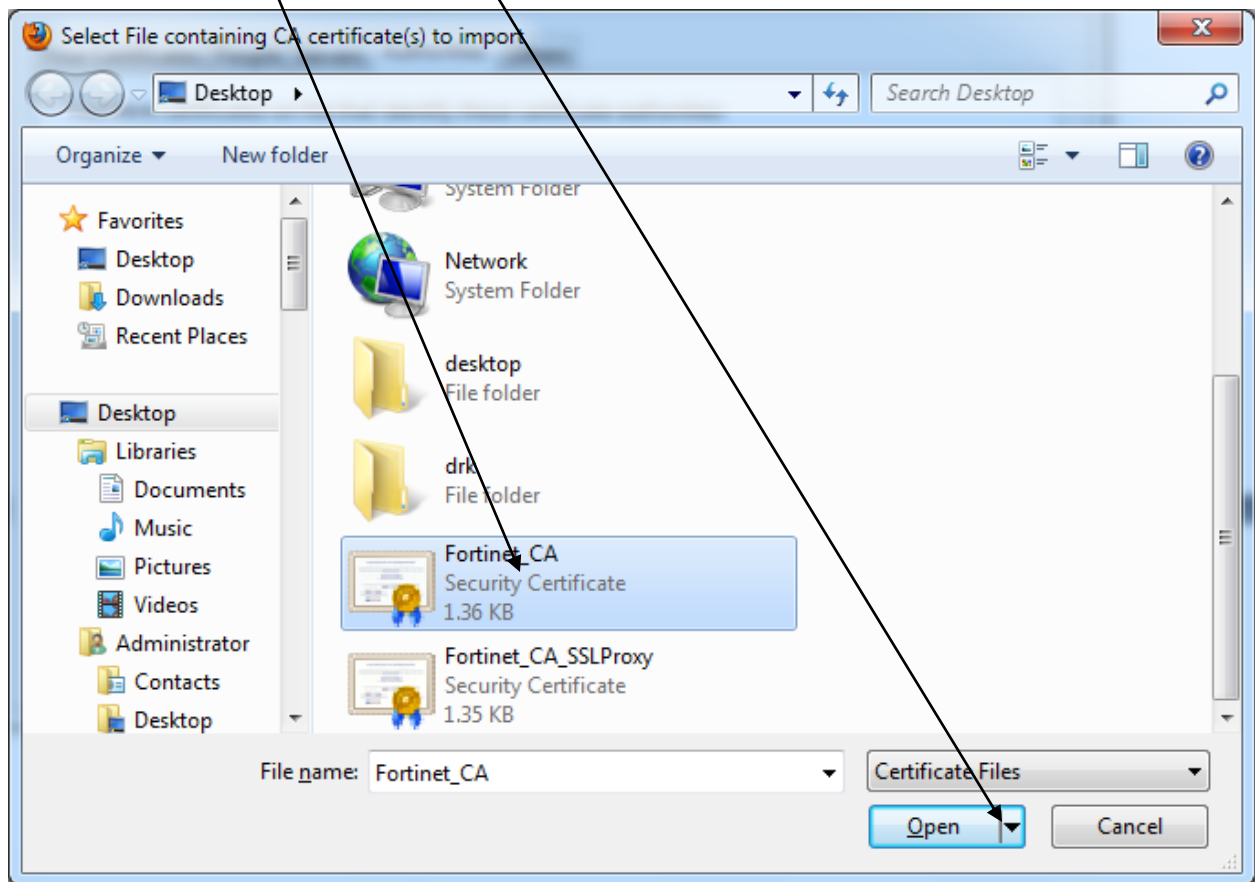 Select File containing CA certificate(s) to import
Desktop
Search Desktop
Organize
New folder
Favorites
Desktop
Downloads
Recent Places
Desktop
Libraries
Documents
Music
Pictures
Videos
Administrator
Contacts
Desktop
System Folder
Network
System Folder
desktop
File folder
drk
File folder
Fortinet_CA
Security Certificate
1.36 KB
Fortinet_CA_SSLProxy
Security Certificate
1.35 KB
File name: Fortinet_CA
Certificate Files
Open
Cancel